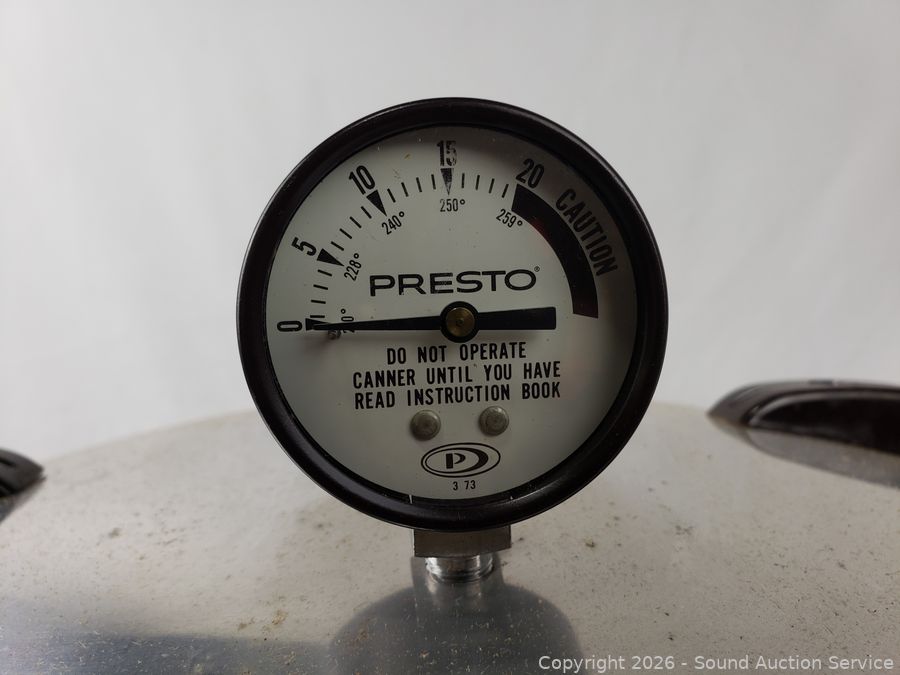 0
5
10
15
20
CAUTION
228°
240°
250°
259°
PRESTO®
DO NOT OPERATE
CANNER UNTIL YOU HAVE
READ INSTRUCTION BOOK
P
3 73
Copyright 2026 - Sound Auction Service